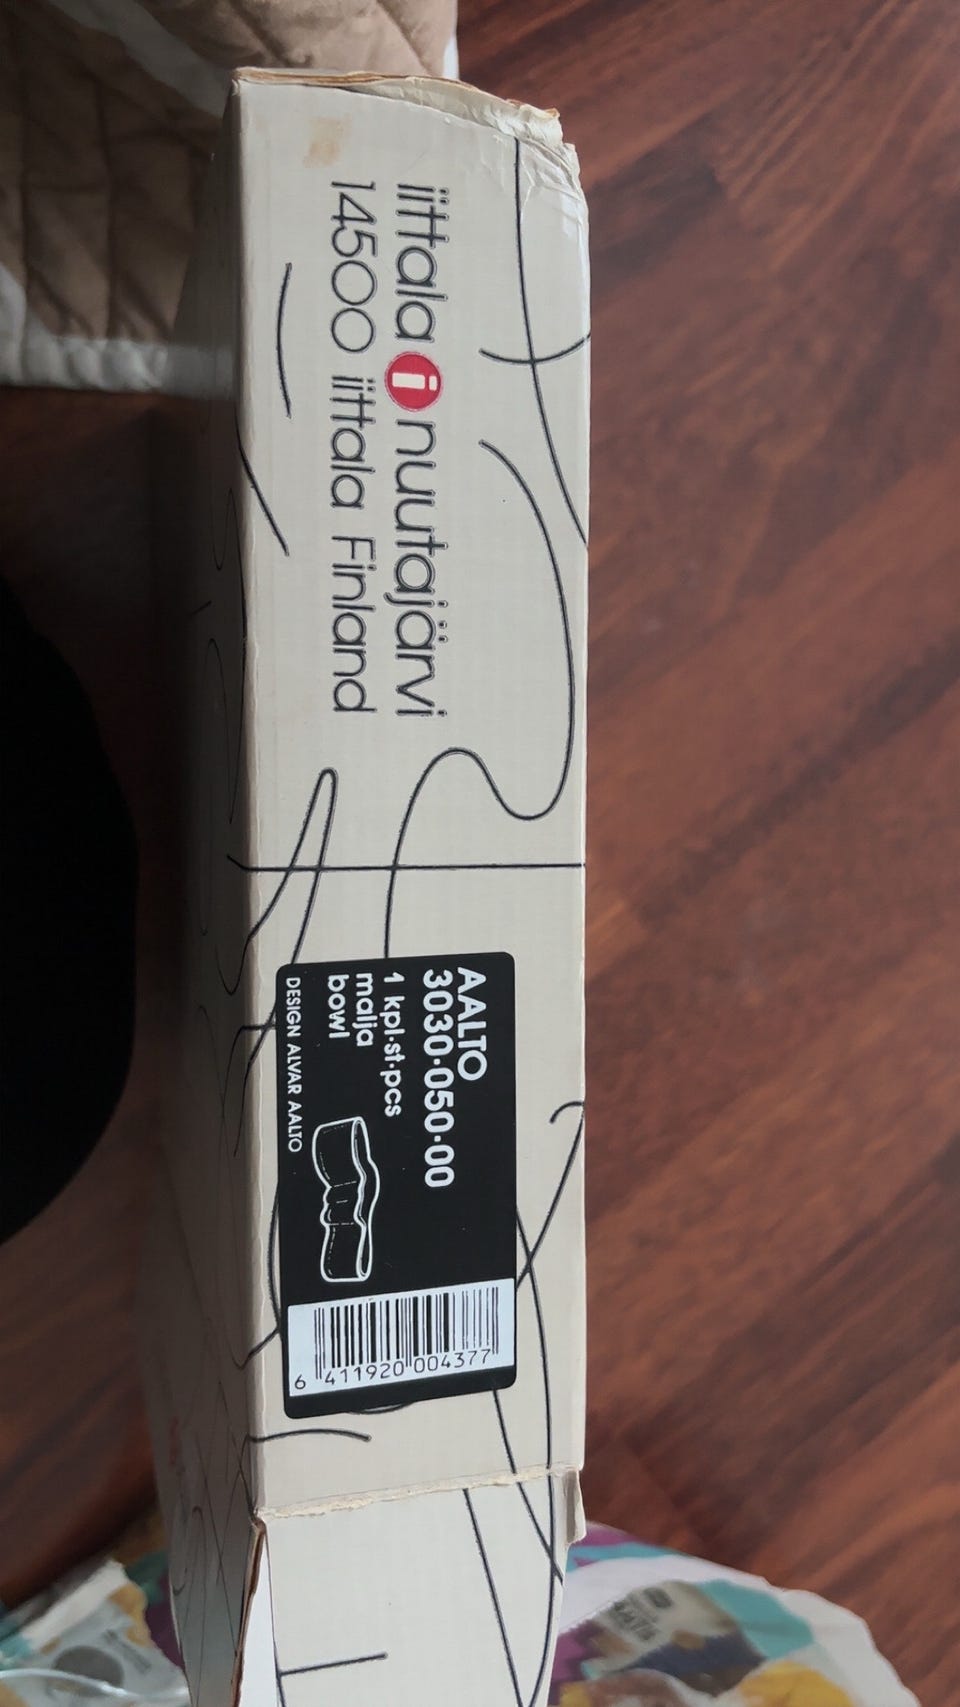 iittala i nuutajärvi
14500 iittala Finland
AALTO
3030·050·00
1 kpl·st·pcs
malja
bowl
DESIGN ALVAR AALTO
6 411920 004377